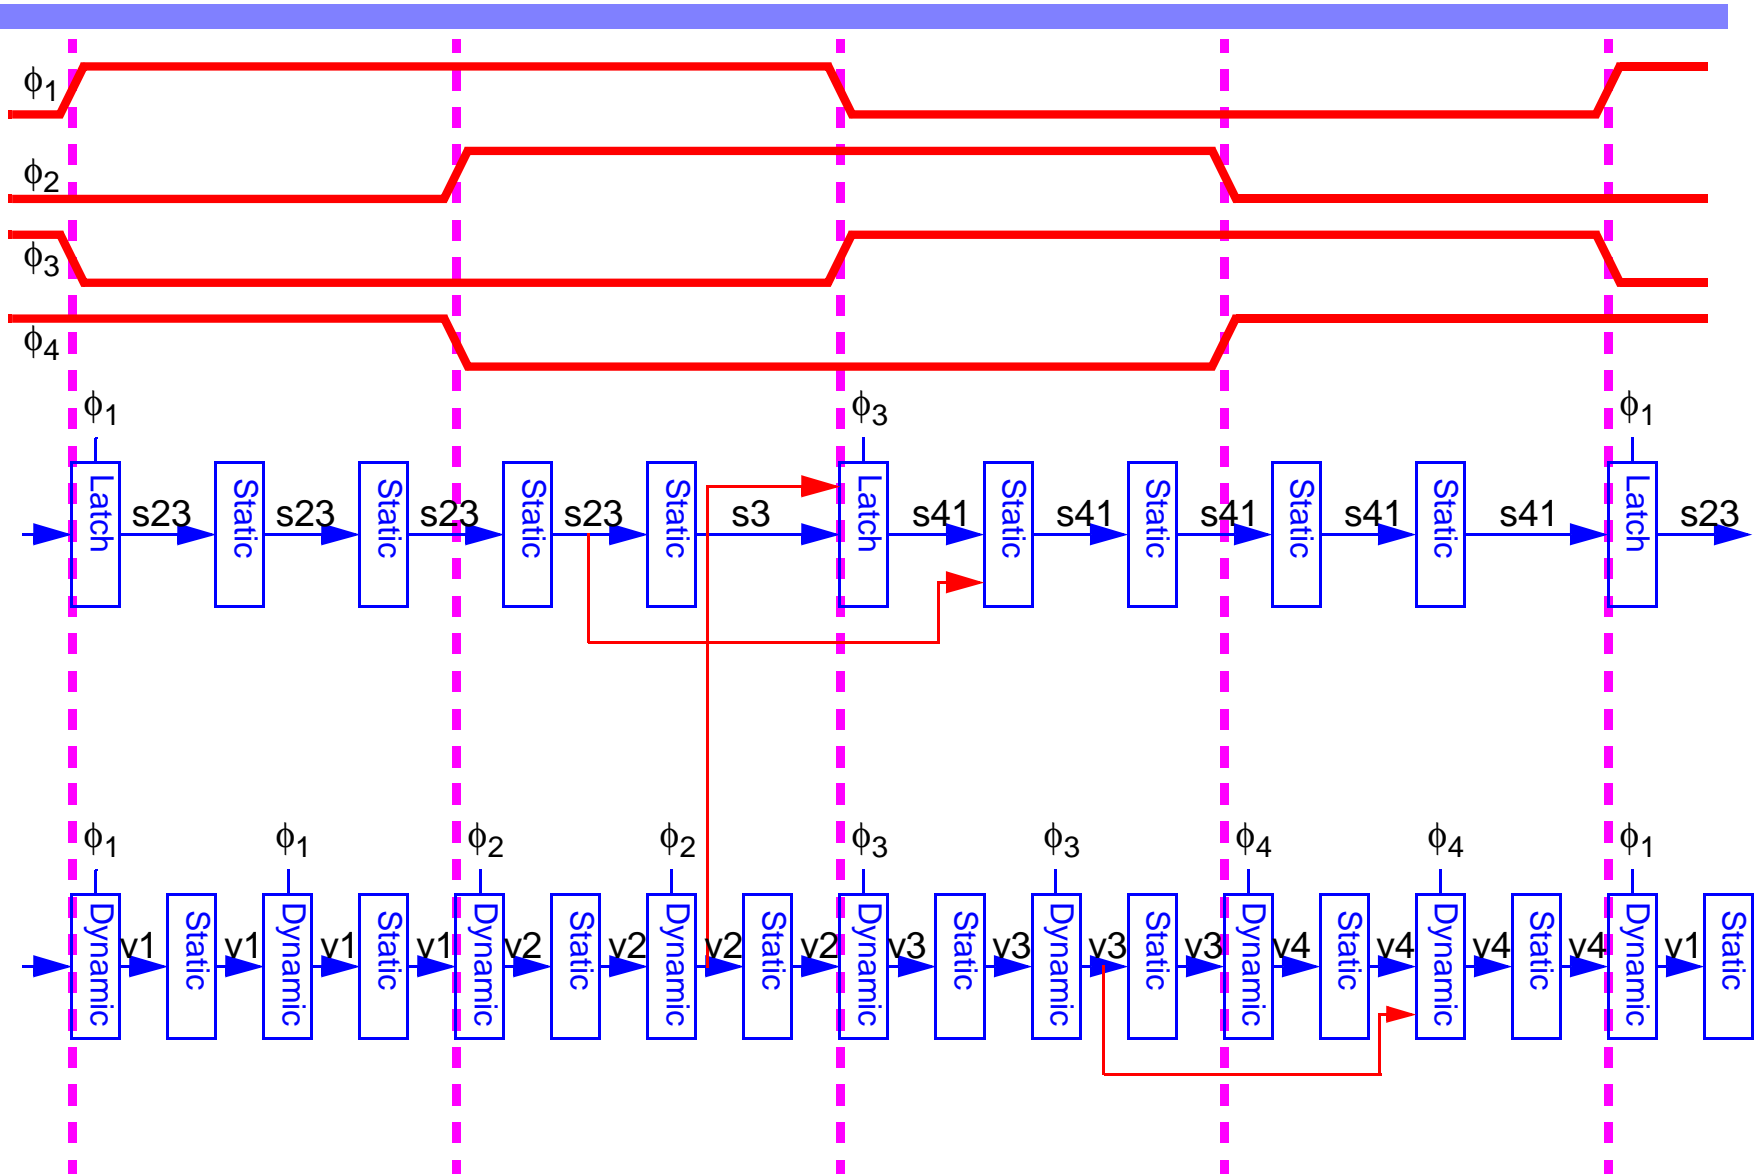 ϕ1
ϕ2
ϕ3
ϕ4
ϕ1 ϕ3 ϕ1
Latch s23 Static s23 Static s23 Static s23 Static s3 Latch s41 Static s41 Static s41 Static s41 Static s41 Latch s23
ϕ1 ϕ1 ϕ2 ϕ2 ϕ3 ϕ3 ϕ4 ϕ4 ϕ1
Dynamic v1 Static v1 Dynamic v1 Static v1 Dynamic v2 Static v2 Dynamic v2 Static v2 Dynamic v3 Static v3 Dynamic v3 Static v3 Dynamic v4 Static v4 Dynamic v4 Static v4 Dynamic v1 Static